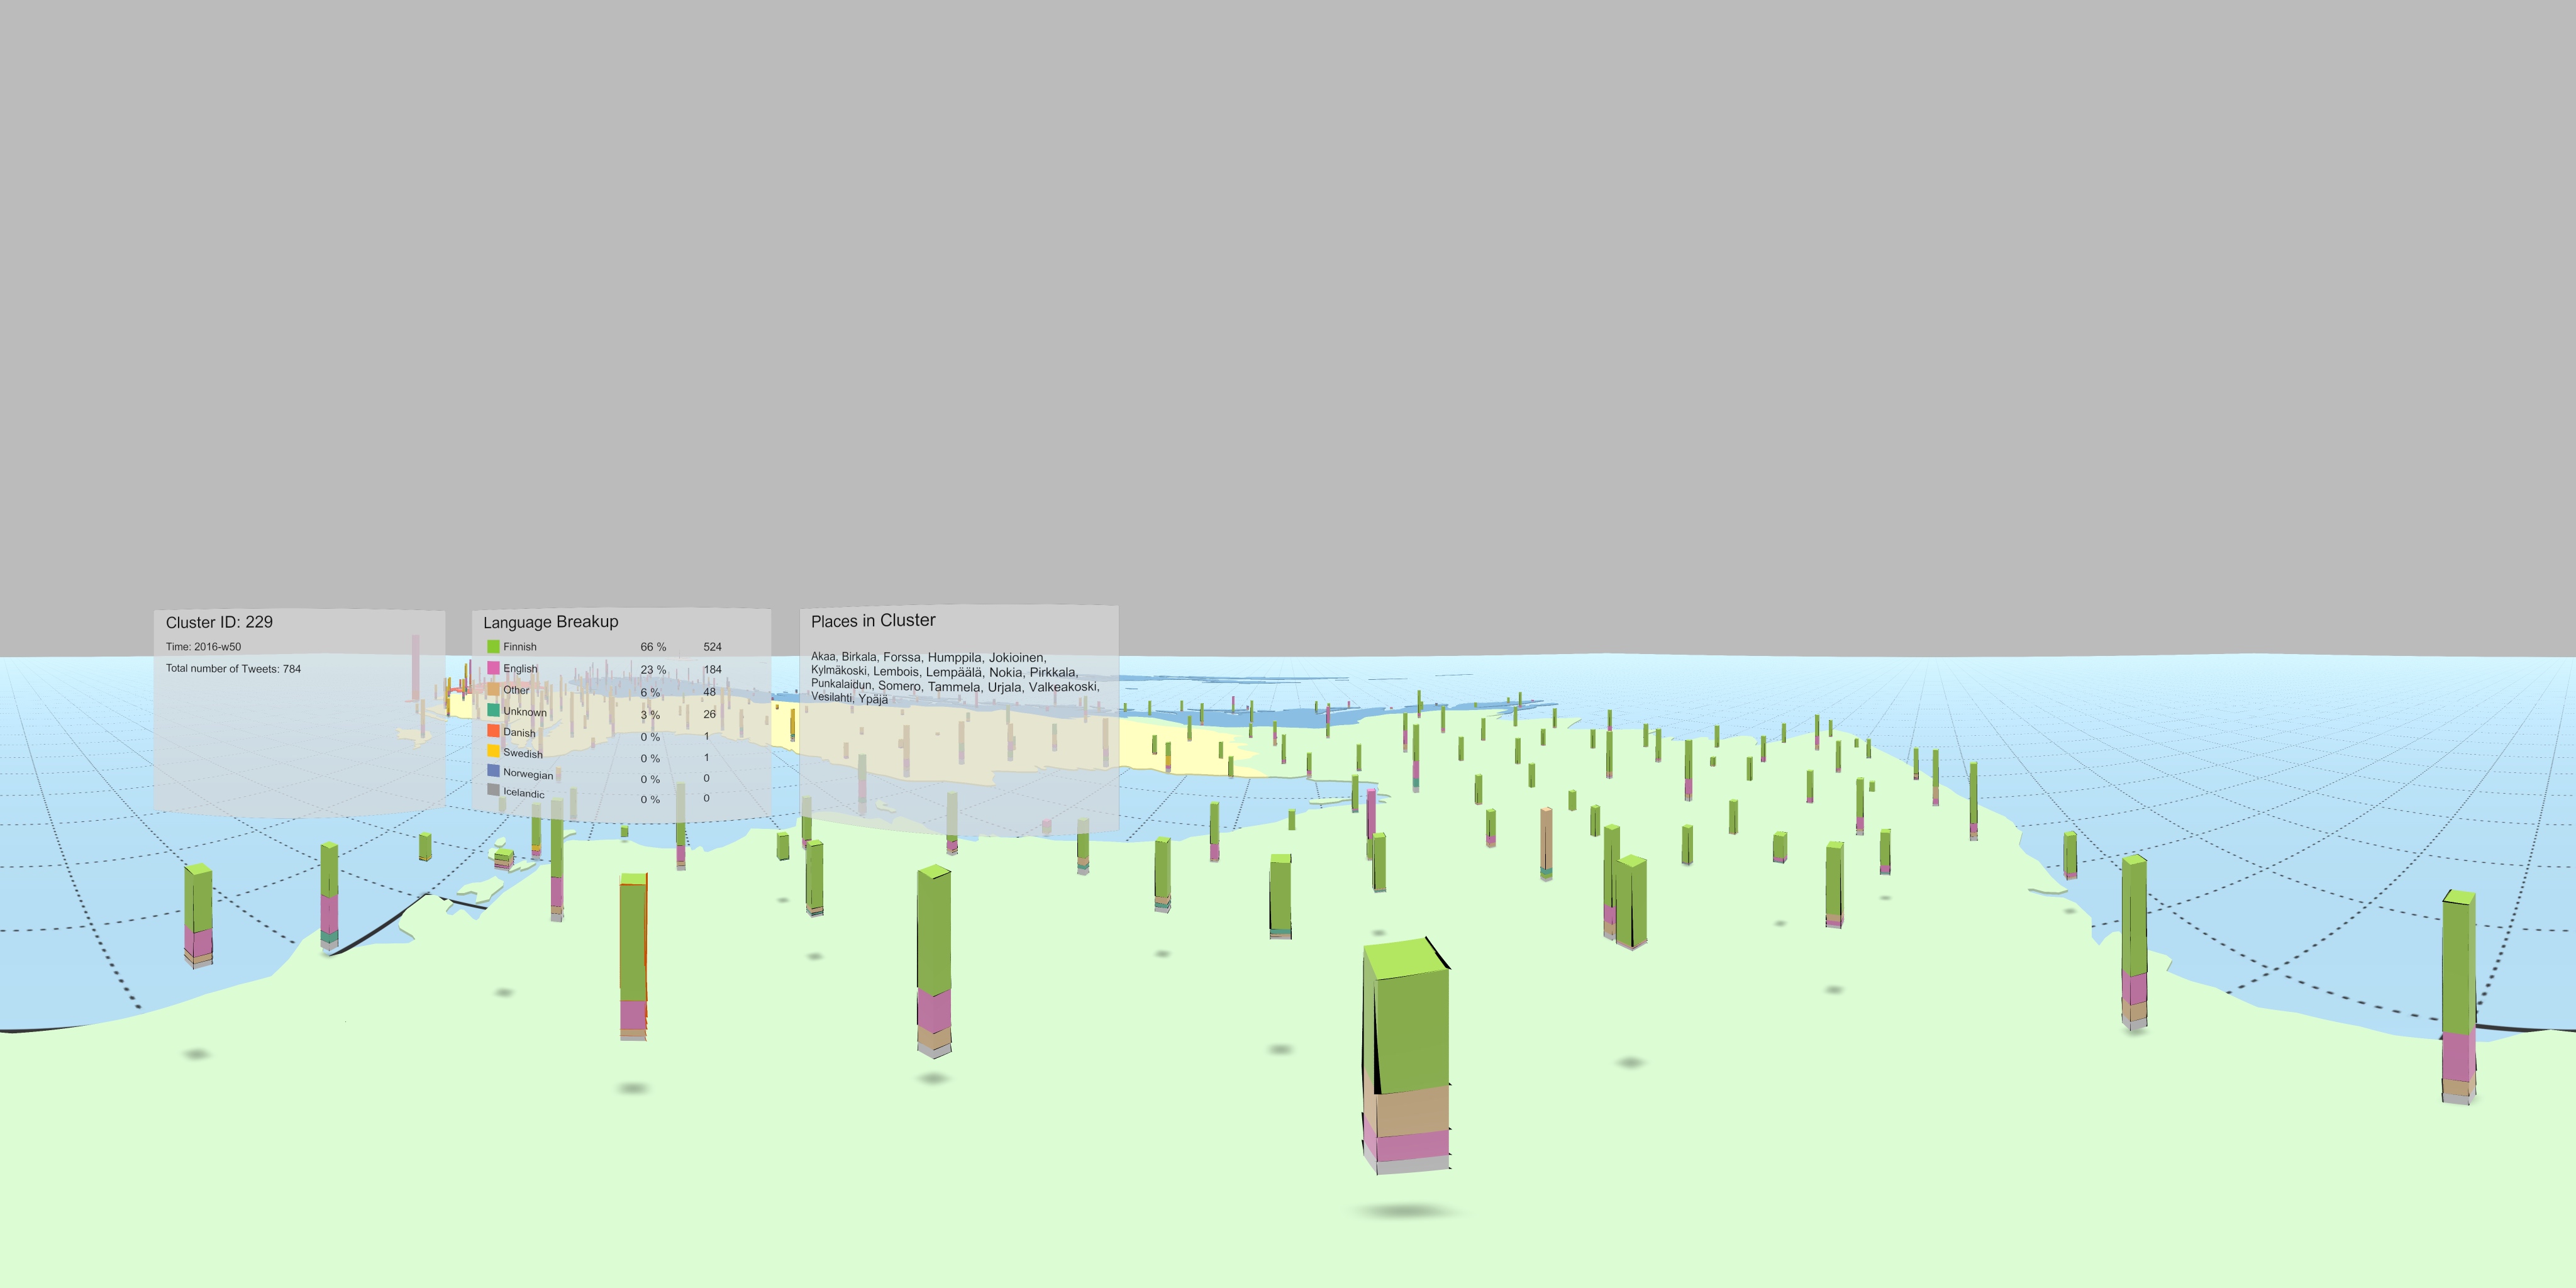 Cluster ID: 229
Time: 2016-w50
Total number of Tweets: 784
Language Breakup
Finnish 66 % 524
English 23 % 184
Other 6 % 48
Unknown 3 % 26
Danish 0 % 1
Swedish 0 % 1
Norwegian 0 % 0
Icelandic 0 % 0
Places in Cluster
Akaa, Birkala, Forssa, Humppila, Jokioinen,
Kylmäkoski, Lembois, Lempäälä, Nokia, Pirkkala,
Punkalaidun, Somero, Tammela, Urjala, Valkeakoski,
Vesilahti, Ypäjä